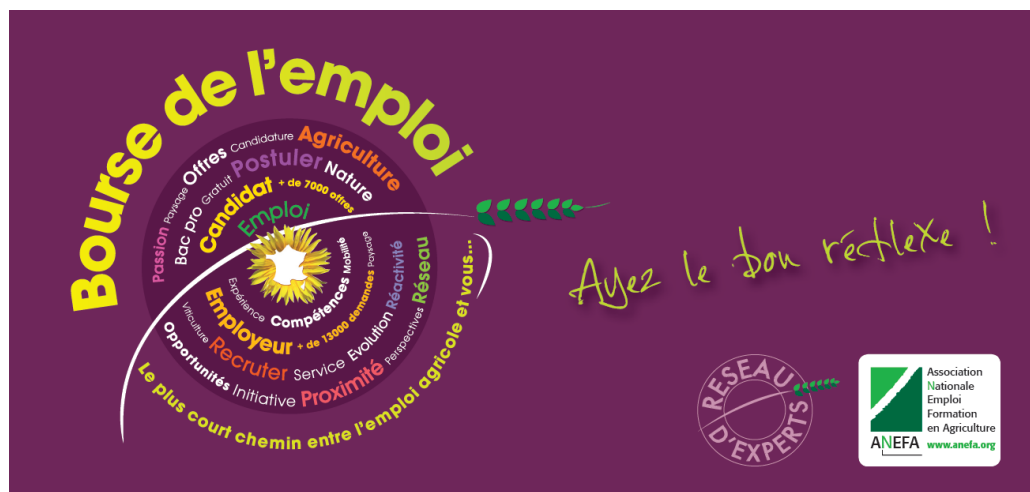 Bourse de l'emploi
Passion Paysage Offres Candidature Agriculture
Bac pro Gratuit Postuler Nature
Candidat + de 7000 offres
Emploi
Expérience Compétences Mobilité
Employeur + de 13000 demandes Paysage
Viticulture Recruter Service Evolution Réactivité
Opportunités Initiative Proximité Perspectives Réseau
Le plus court chemin entre l'emploi agricole et vous...
Ayez le bon réflexe !
RESEAU
D'EXPERTS
Association
Nationale
Emploi
Formation
en Agriculture
ANEFA www.anefa.org